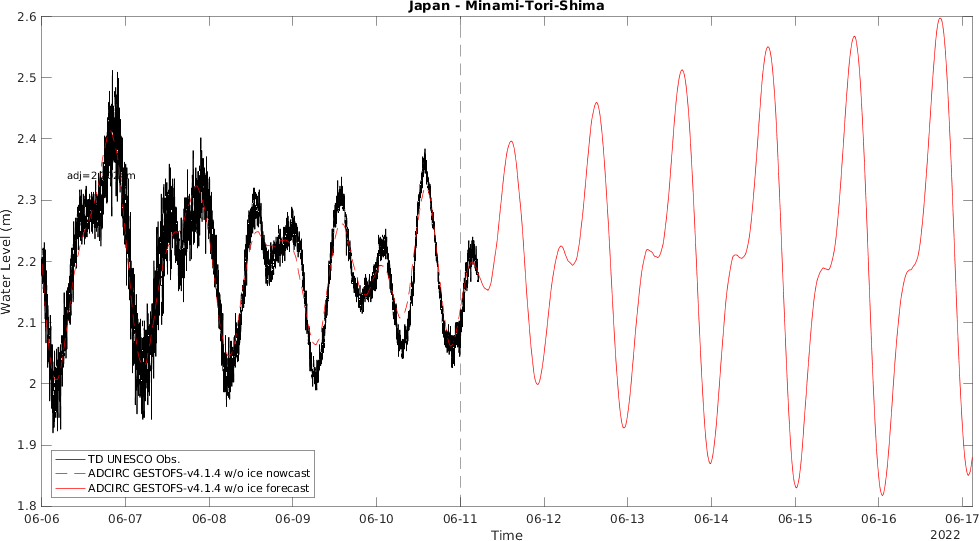 Japan - Minami-Tori-Shima
2.6
2.5
2.4
2.3
2.2
2.1
2
1.9
1.8
Water Level (m)
TD UNESCO Obs.
ADCIRC GESTOFS-v4.1.4 w/o ice nowcast
ADCIRC GESTOFS-v4.1.4 w/o ice forecast
06-06 06-07 06-08 06-09 06-10 06-11 06-12 06-13 06-14 06-15 06-16 06-17
Time
2022